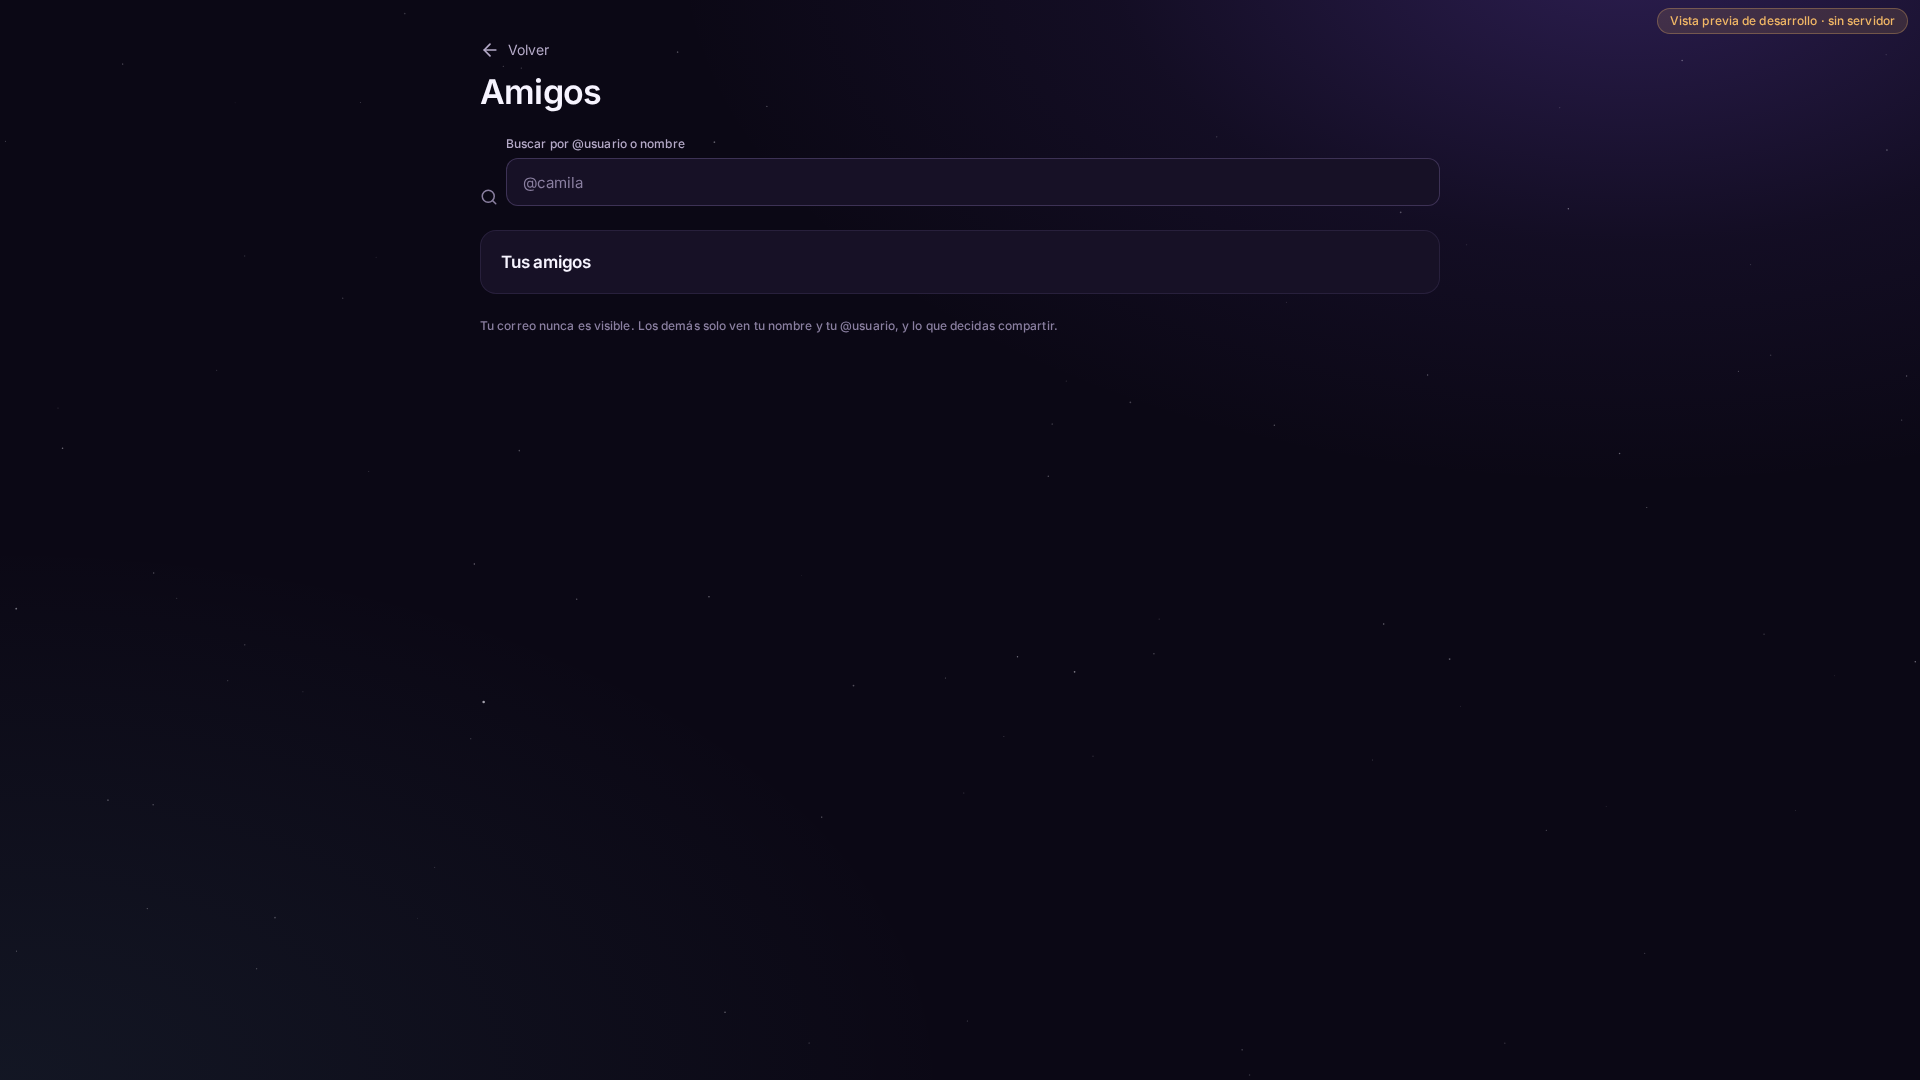 Vista previa de desarrollo · sin servidor
Volver
Amigos
Buscar por @usuario o nombre
@camila
Tus amigos
Tu correo nunca es visible. Los demás solo ven tu nombre y tu @usuario, y lo que decidas compartir.